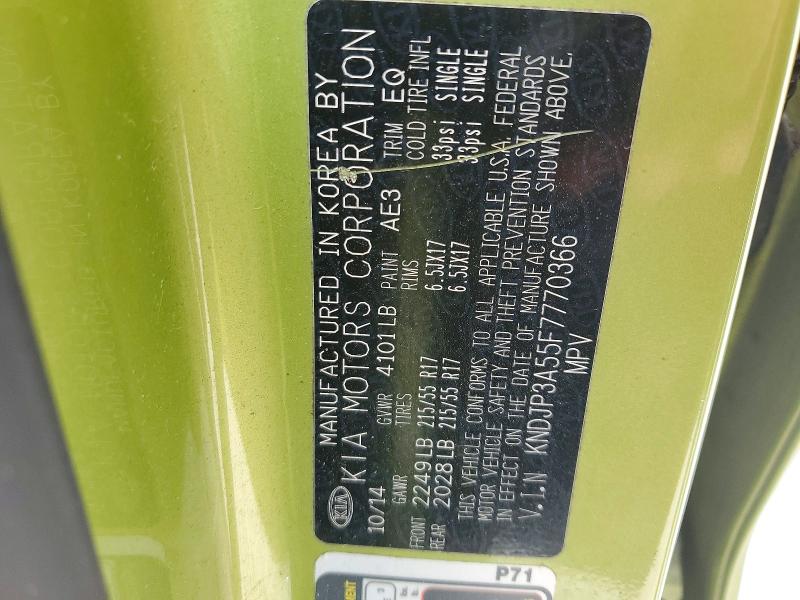 MANUFACTURED IN KOREA BY
KIA KIA MOTORS CORPORATION
10/14 GVWR 4101LB PAINT AE3 TRIM EQ
GAWR TIRES RIMS COLD TIRE INFL
FRONT 2249LB 215/55 R17 6.5JX17 33psi SINGLE
REAR 2028LB 215/55 R17 6.5JX17 33psi SINGLE
THIS VEHICLE CONFORMS TO ALL APPLICABLE U.S.A. FEDERAL
MOTOR VEHICLE SAFETY AND THEFT PREVENTION STANDARDS
IN EFFECT ON THE DATE OF MANUFACTURE SHOWN ABOVE.
V.I.N KNDJP3A55F7770366
MPV
P71